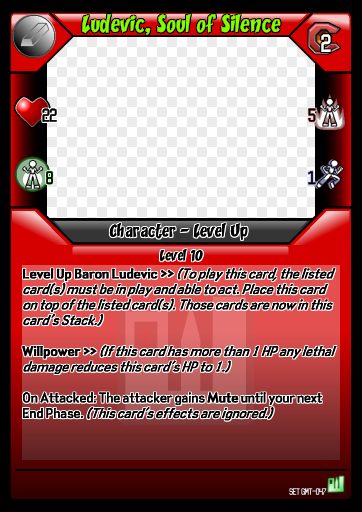 Ludevic, Soul of Silence
2
22
5
8
1
Character - Level Up
Level 10
Level Up Baron Ludevic >> (To play this card, the listed
card(s) must be in play and able to act. Place this card
on top of the listed card(s). Those cards are now in this
card's Stack.)
Willpower >> (If this card has more than 1 HP any lethal
damage reduces this card's HP to 1.)
On Attacked: The attacker gains Mute until your next
End Phase. (This card's effects are ignored.)
SET GMT-047